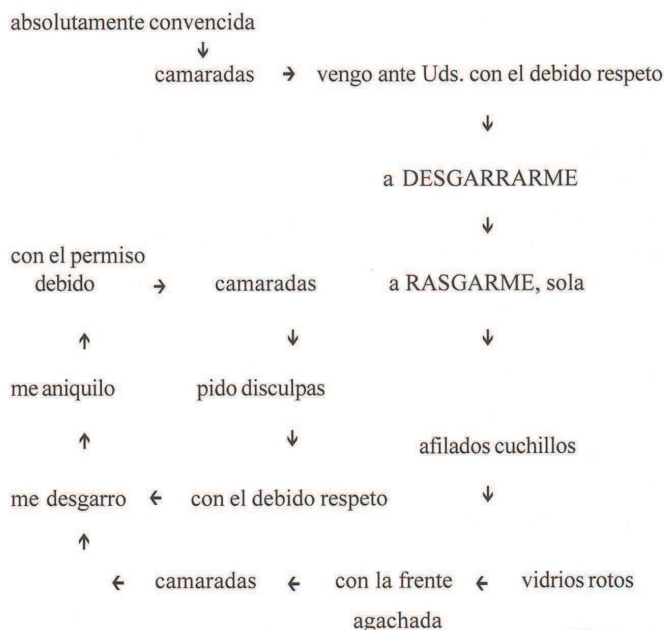 absolutamente convencida
↓
camaradas → vengo ante Uds. con el debido respeto
↓
a DESGARRARME
↓
con el permiso
debido → camaradas a RASGARME, sola
↑ ↓ ↓
me aniquilo pido disculpas
↑ ↓ afilados cuchillos
me desgarro ← con el debido respeto ↓
↑
← camaradas ← con la frente ← vidrios rotos
agachada